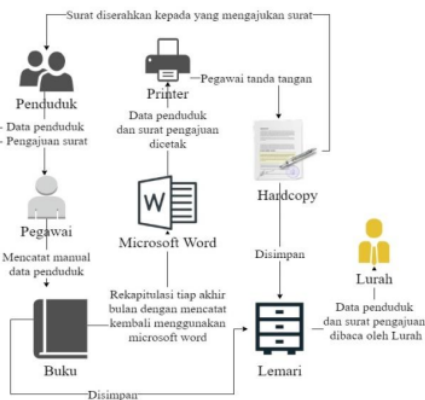 Surat diserahkan kepada yang mengajukan surat
Penduduk
- Data penduduk
- Pengajuan surat
Pegawai
Mencatat manual
data penduduk
Buku
Rekapitulasi tiap akhir
bulan dengan mencatat
kembali menggunakan
microsoft word
W
Microsoft Word
Data penduduk
dan surat pengajuan
dicetak
Printer
Pegawai tanda tangan
Hardcopy
Disimpan
Lemari
Data penduduk
dan surat pengajuan
dibaca oleh Lurah
Lurah
Disimpan